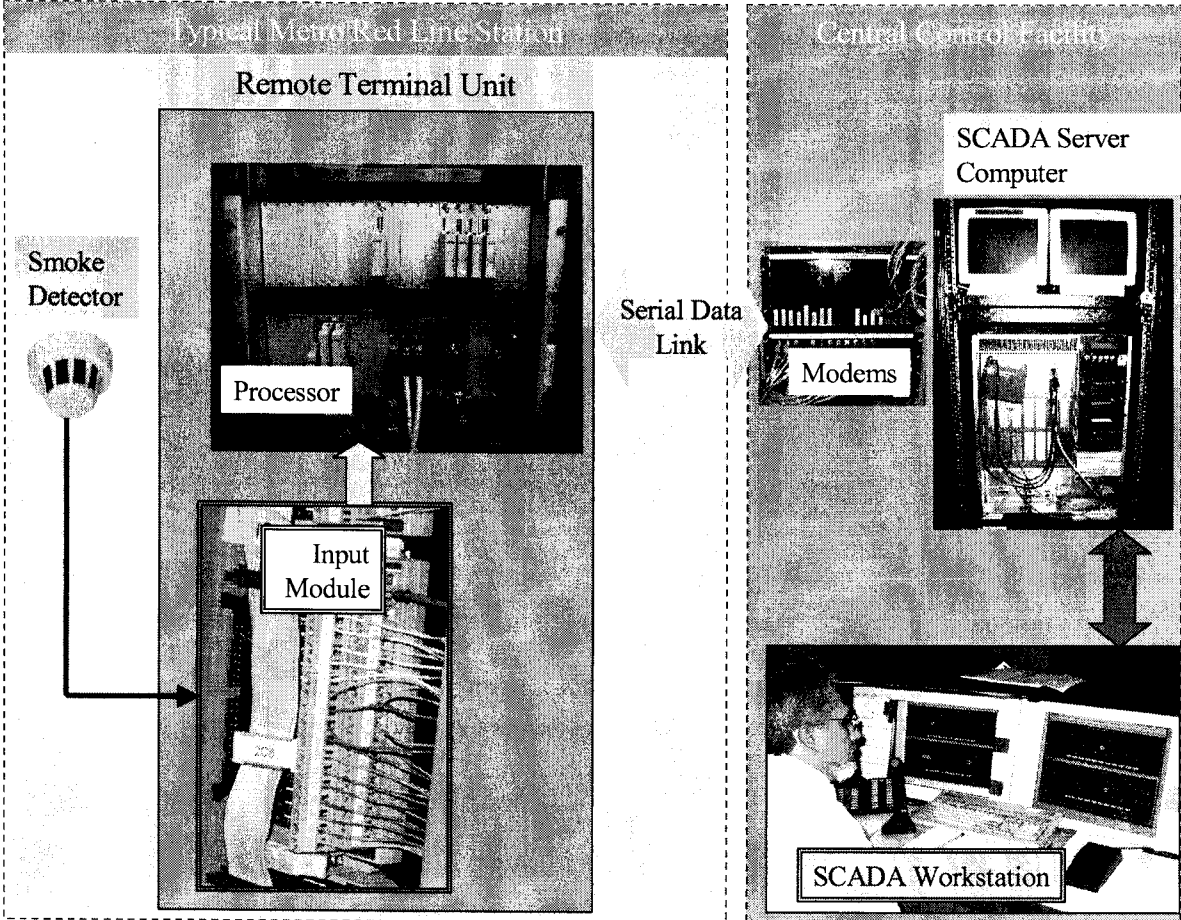 Typical Metro Red Line Station
Central Control Facility
Remote Terminal Unit
SCADA Server
Computer
Smoke
Detector
Serial Data
Link
Processor
Modems
Input
Module
208
SCADA Workstation